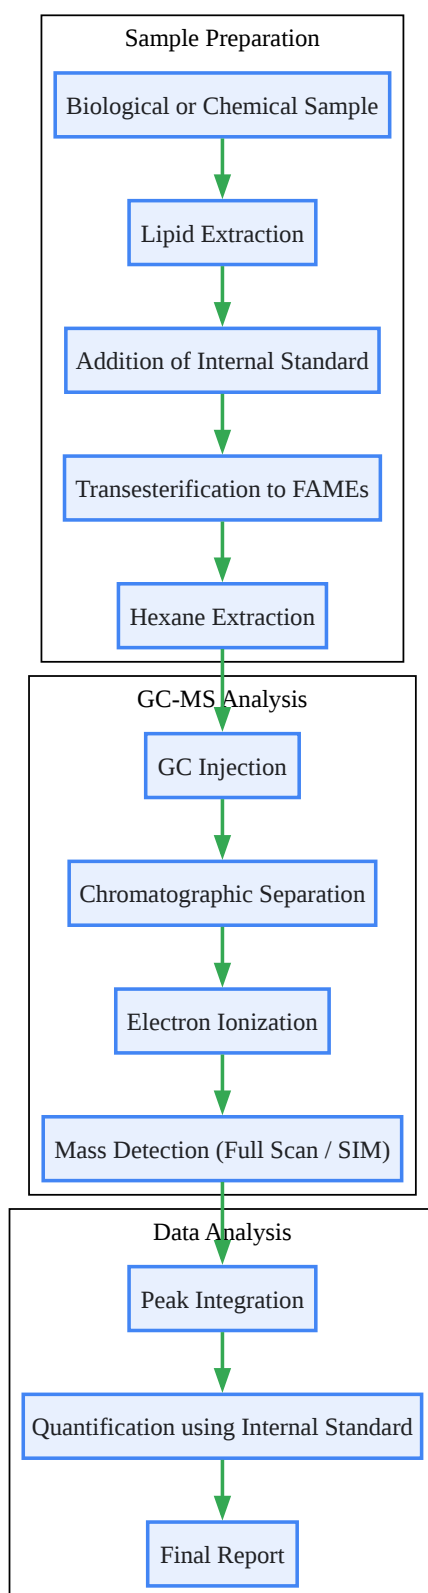 Sample Preparation
Biological or Chemical Sample
Lipid Extraction
Addition of Internal Standard
Transesterification to FAMEs
Hexane Extraction
GC-MS Analysis
GC Injection
Chromatographic Separation
Electron Ionization
Mass Detection (Full Scan / SIM)
Data Analysis
Peak Integration
Quantification using Internal Standard
Final Report